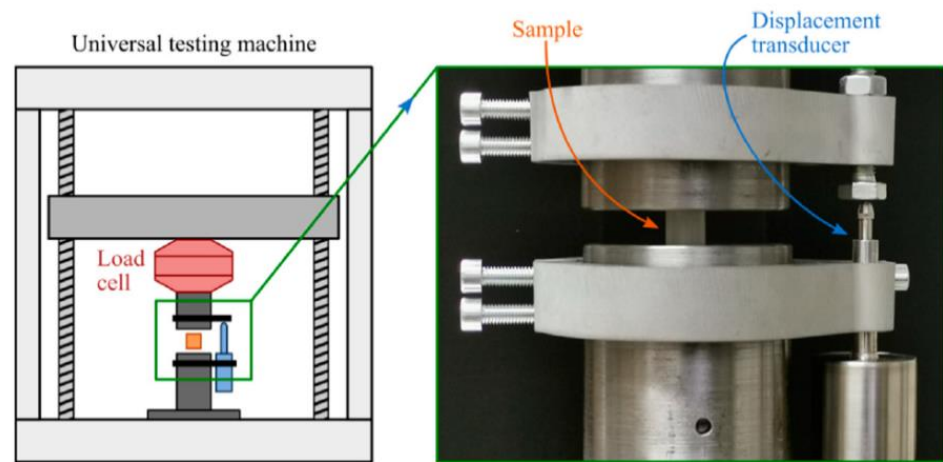 Universal testing machine
Load
cell
Sample
Displacement
transducer